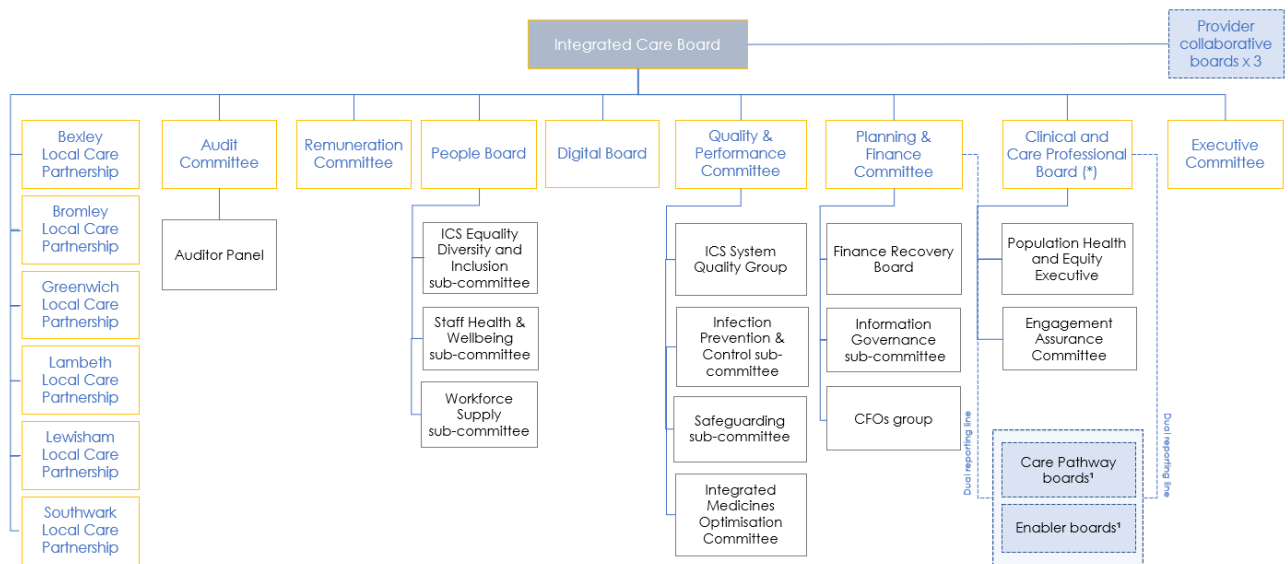 Integrated Care Board
Provider
collaborative
boards x 3
Bexley
Local Care
Partnership
Bromley
Local Care
Partnership
Greenwich
Local Care
Partnership
Lambeth
Local Care
Partnership
Lewisham
Local Care
Partnership
Southwark
Local Care
Partnership
Audit
Committee
Auditor Panel
Remuneration
Committee
People Board
ICS Equality
Diversity and
Inclusion
sub-committee
Staff Health &
Wellbeing
sub-committee
Workforce
Supply
sub-committee
Digital Board
Quality &
Performance
Committee
ICS System
Quality Group
Infection
Prevention &
Control sub-
committee
Safeguarding
sub-committee
Integrated
Medicines
Optimisation
Committee
Planning &
Finance
Committee
Finance Recovery
Board
Information
Governance
sub-committee
CFOs group
Dual reporting line
Clinical and
Care Professional
Board (*)
Population Health
and Equity
Executive
Engagement
Assurance
Committee
Care Pathway
boards¹
Enabler boards¹
Dual reporting line
Executive
Committee